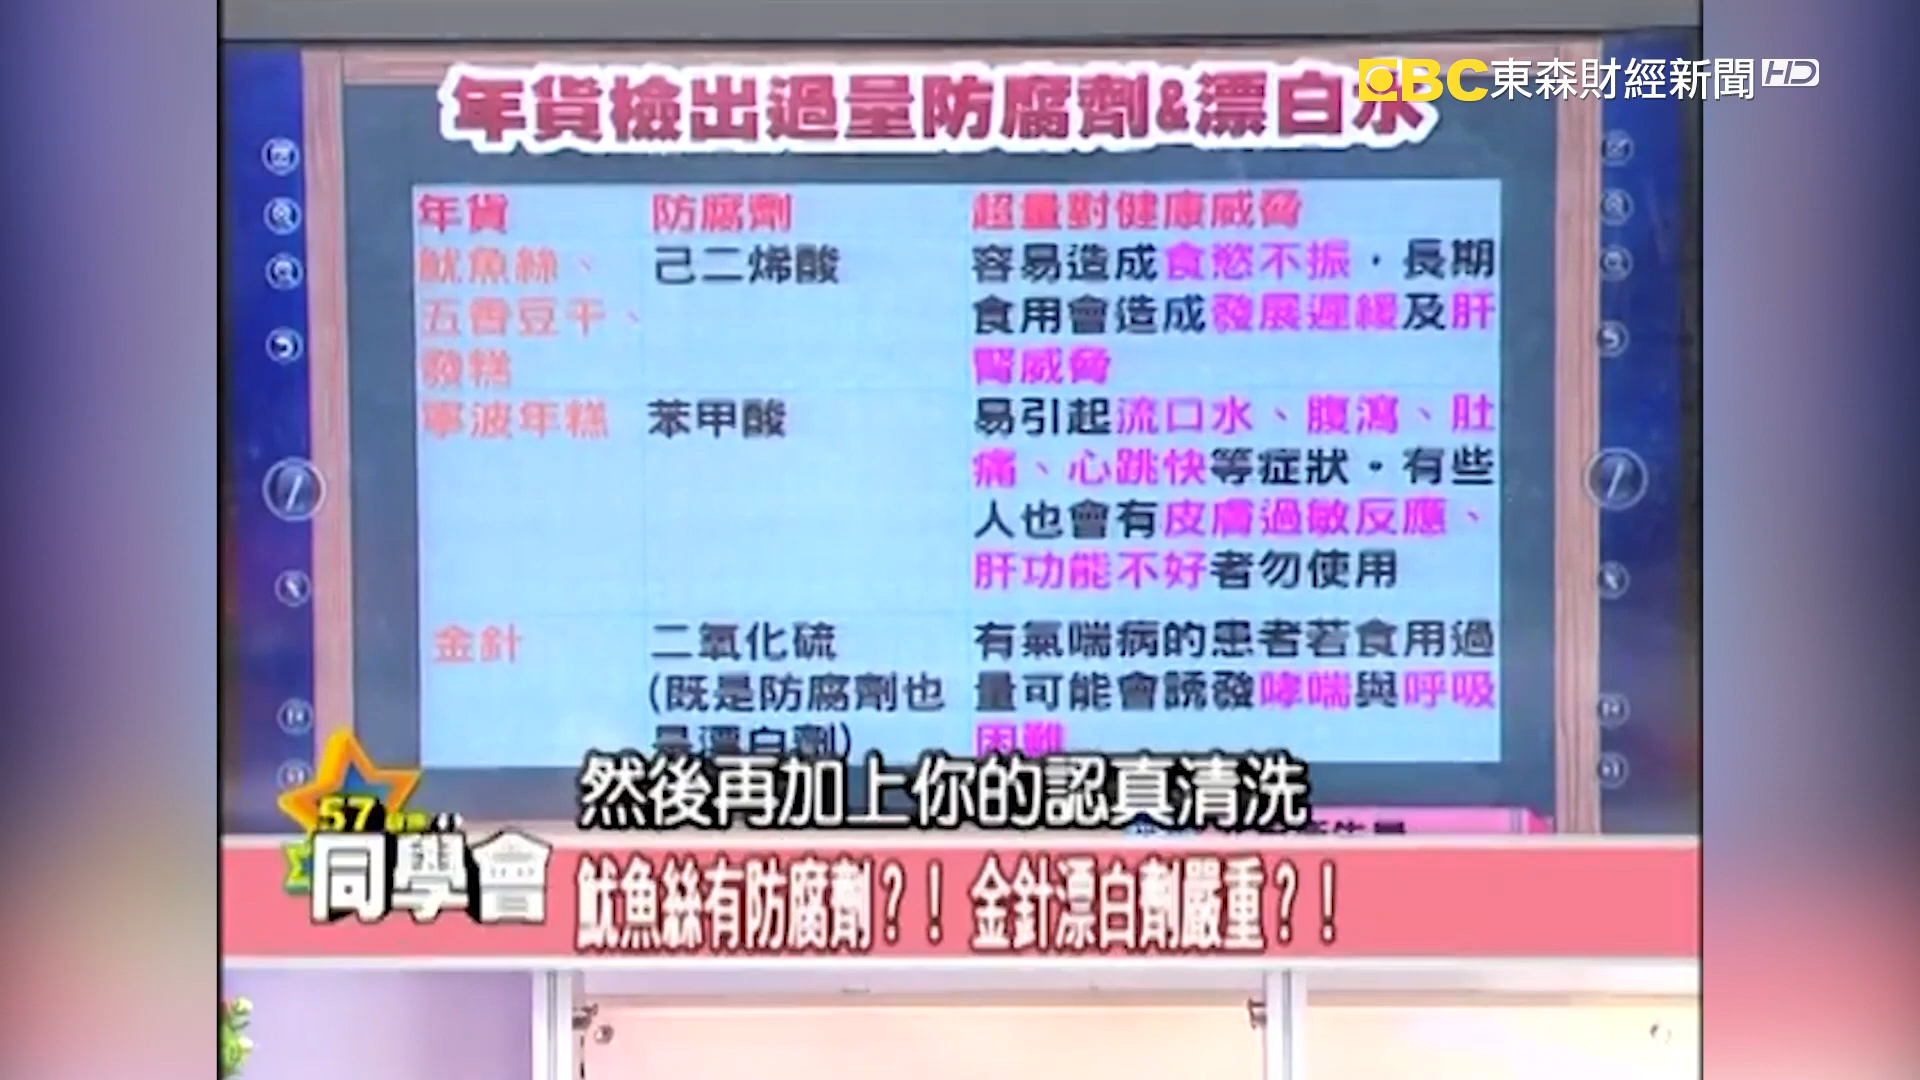 EBC東森財經新聞HD
年貨檢出過量防腐劑&漂白水
年貨 防腐劑 超量對健康威脅
魷魚絲、 己二烯酸 容易造成食慾不振，長期
五香豆干、 食用會造成發展遲緩及肝
發糕 腎威脅
寧波年糕 苯甲酸 易引起流口水、腹瀉、肚
痛、心跳快等症狀。有些
人也會有皮膚過敏反應、
肝功能不好者勿使用
金針 二氧化硫 有氣喘病的患者若食用過
(既是防腐劑也 量可能會誘發哮喘與呼吸
是漂白劑) 困難
然後再加上你的認真清洗
57
同學會
魷魚絲有防腐劑？！ 金針漂白劑嚴重？！